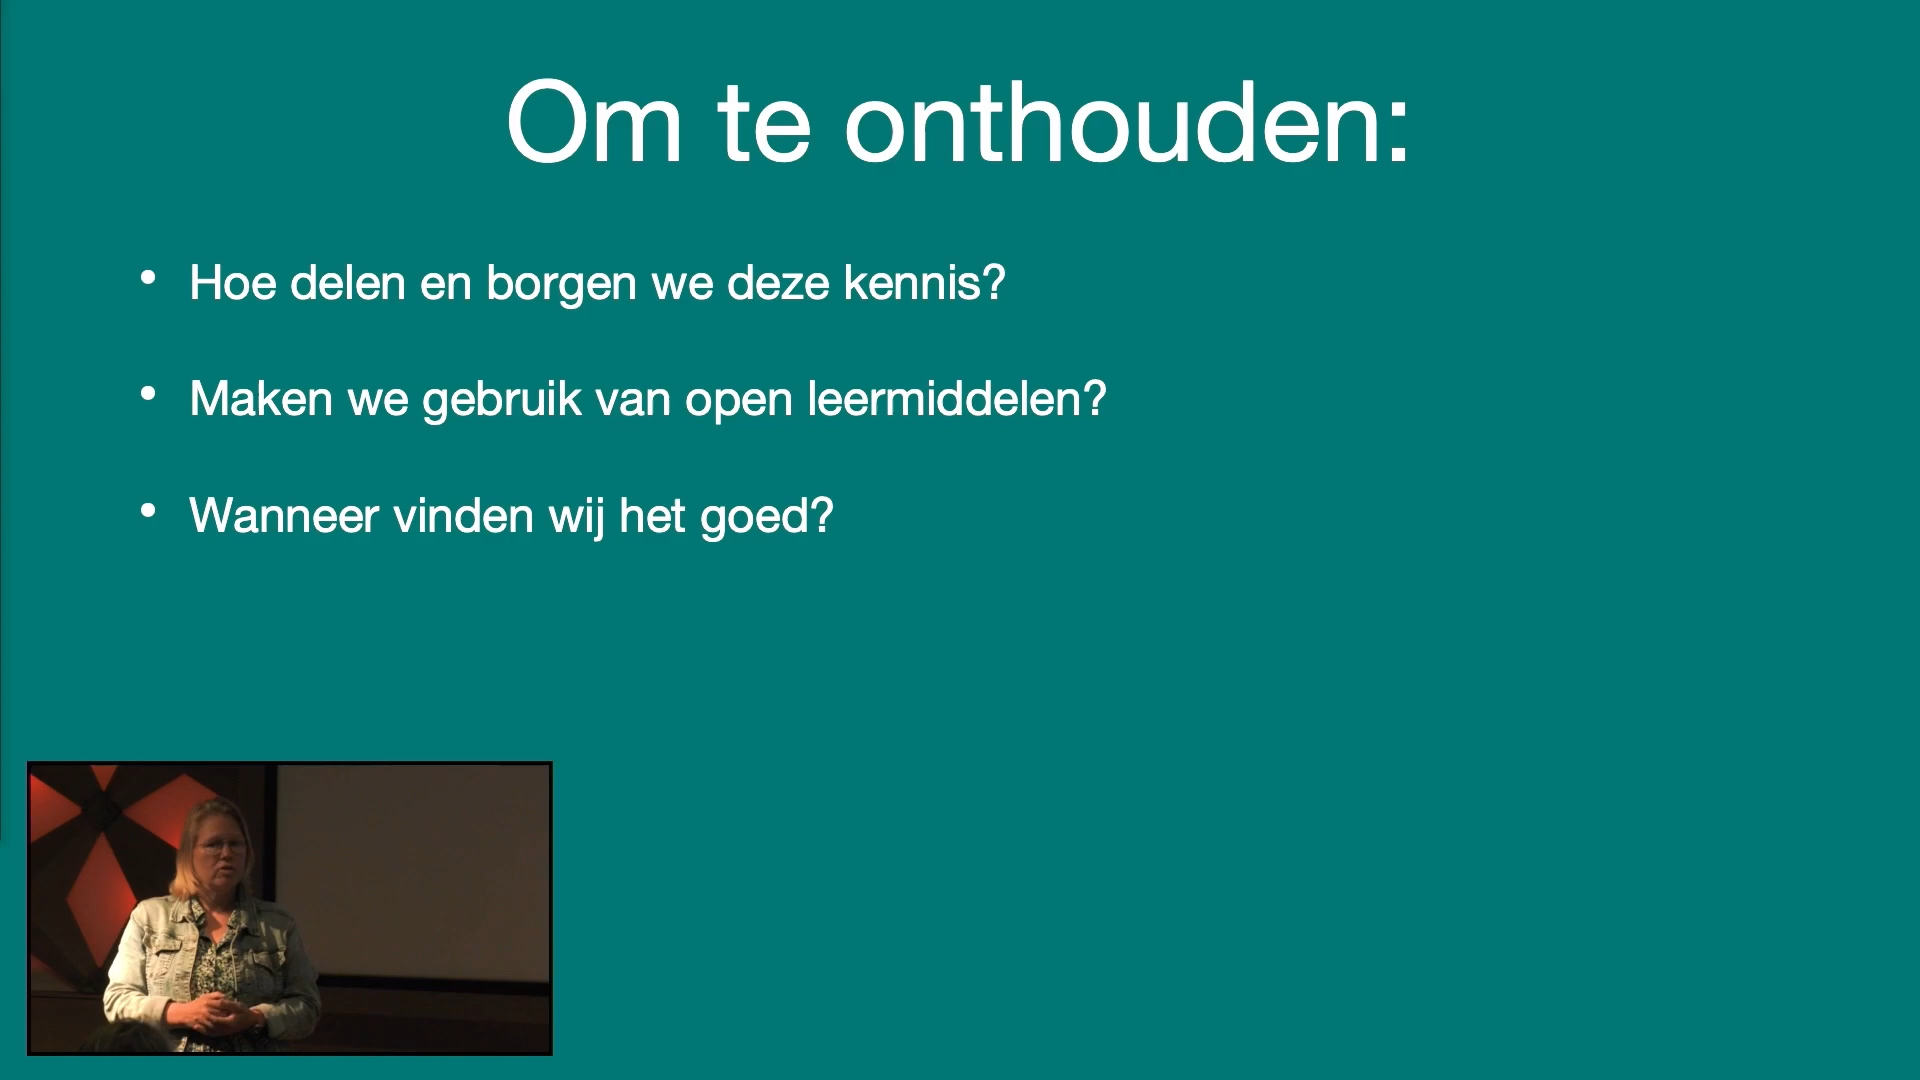 Om te onthouden:
• Hoe delen en borgen we deze kennis?
• Maken we gebruik van open leermiddelen?
• Wanneer vinden wij het goed?